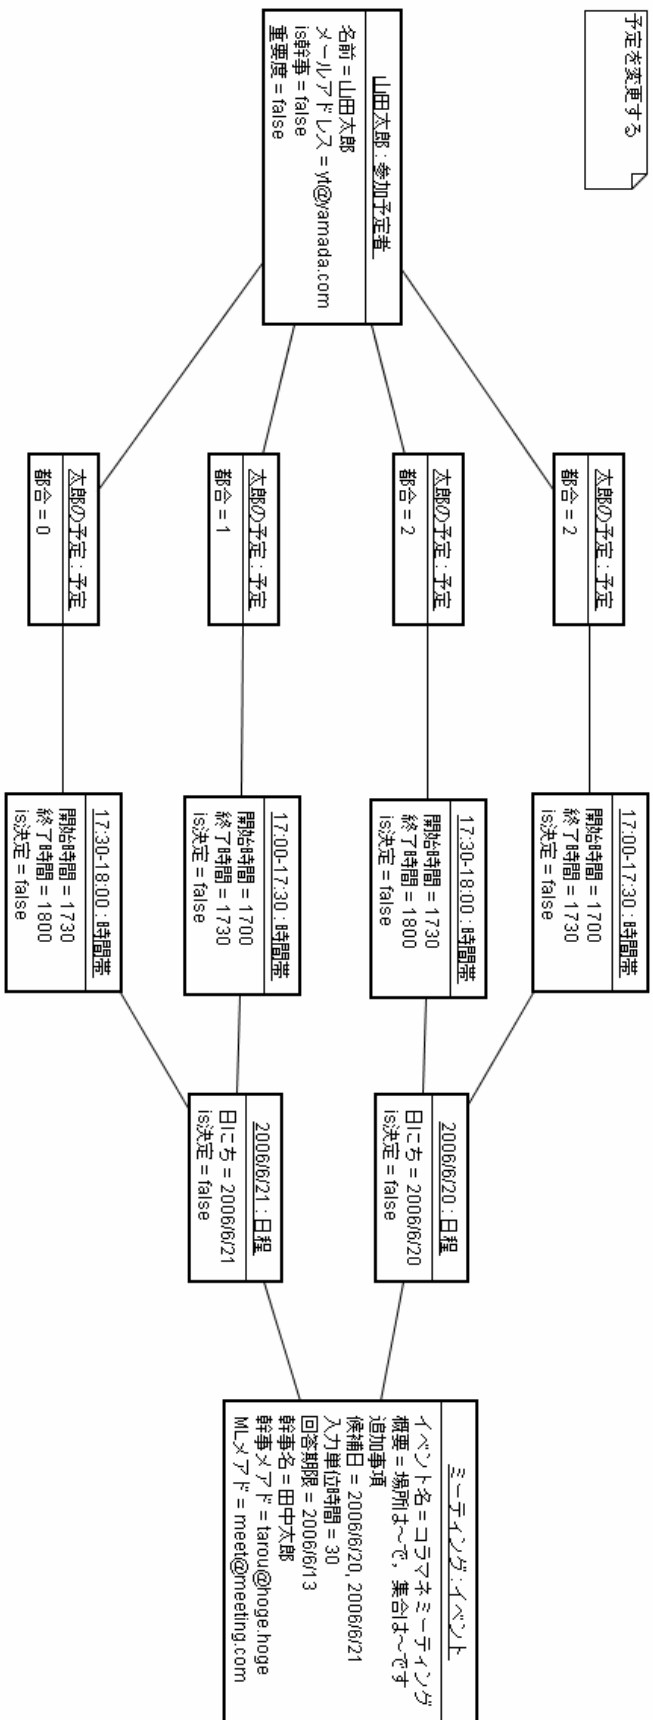 予定を変更する
山田太郎 : 参加予定者
名前 = 山田太郎
メールアドレス = yt@yamada.com
is幹事 = false
重要度 = false
太郎の予定 : 予定
都合 = 2
太郎の予定 : 予定
都合 = 2
太郎の予定 : 予定
都合 = 1
太郎の予定 : 予定
都合 = 0
17:00-17:30 : 時間帯
開始時間 = 1700
終了時間 = 1730
is決定 = false
17:30-18:00 : 時間帯
開始時間 = 1730
終了時間 = 1800
is決定 = false
17:00-17:30 : 時間帯
開始時間 = 1700
終了時間 = 1730
is決定 = false
17:30-18:00 : 時間帯
開始時間 = 1730
終了時間 = 1800
is決定 = false
2006/6/20 : 日程
日にち = 2006/6/20
is決定 = false
2006/6/21 : 日程
日にち = 2006/6/21
is決定 = false
ミーティング : イベント
イベント名 = コラマネミーティング
概要 = 場所は~で，集合は~です
追加事項
候補日 = 2006/6/20, 2006/6/21
入力単位時間 = 30
回答期限 = 2006/6/13
幹事名 = 田中太郎
幹事メアド = tarou@hoge.hoge
MLメアド = meet@meeting.com